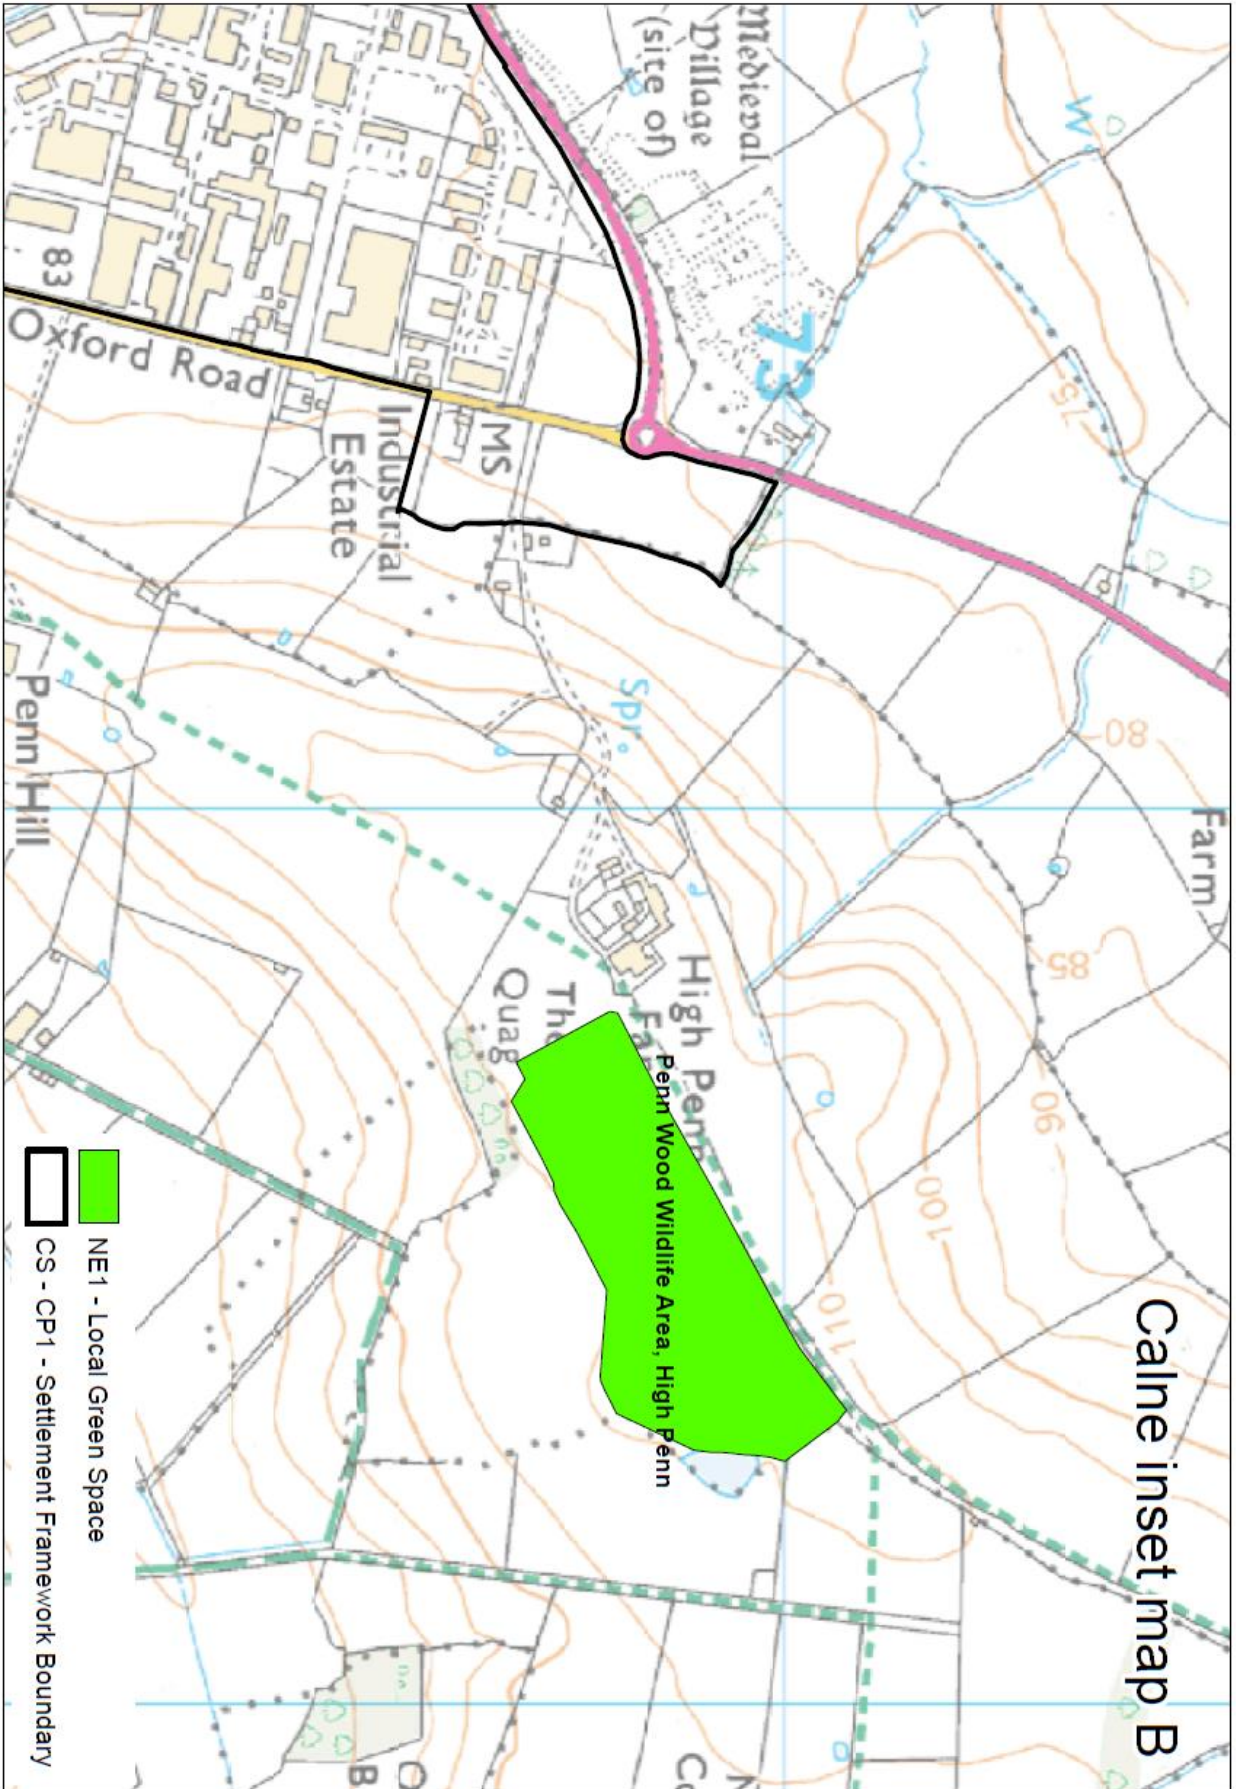 Calne inset map B
Medieval
Village
(site of)
W
73
75
80
Farm
85
90
100
110
83
Oxford Road
Industrial
Estate
MS
Spr
High Penn
The
Quag
Penn Wood Wildlife Area, High Penn
Penn Hill
NE1 - Local Green Space
CS - CP1 - Settlement Framework Boundary